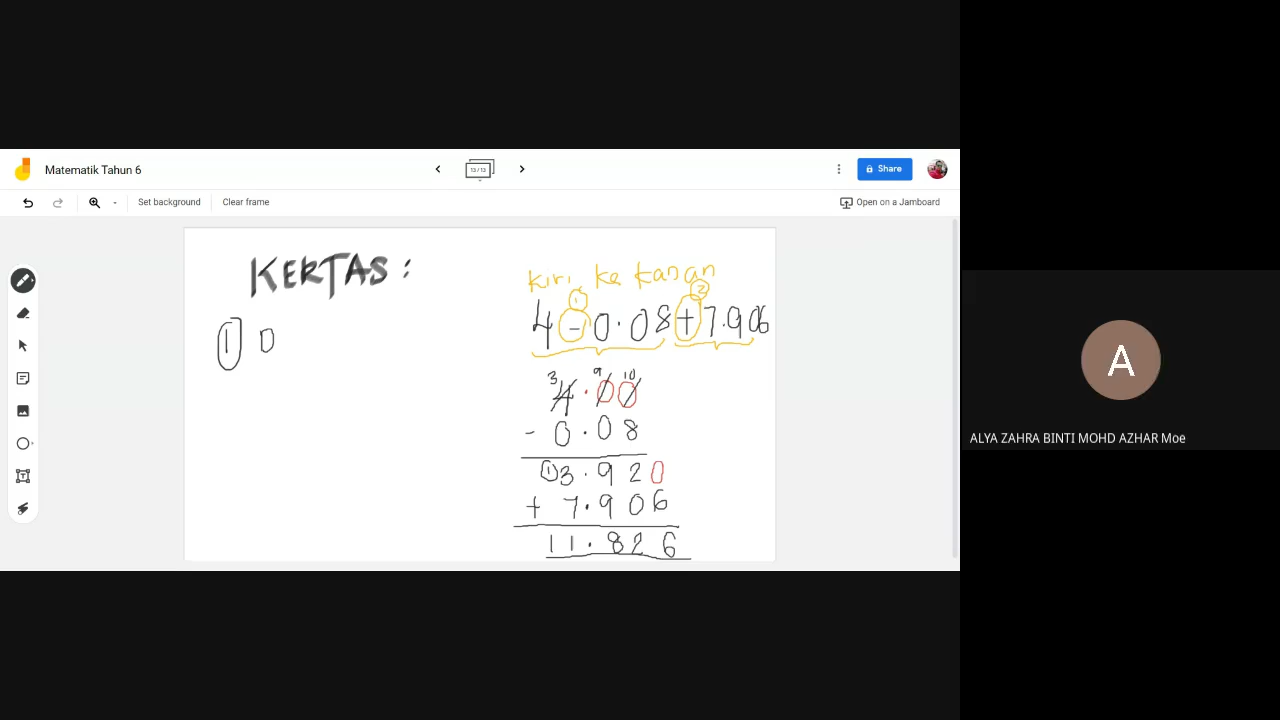 Matematik Tahun 6
13 / 13
Share
Set background
Clear frame
Open on a Jamboard
KERTAS :
① D
kiri ke kanan
① ②
4 - 0.08 + 7.906
3 9 10
4.00
- 0.08
① 3.920
+ 7.906
11.826
A
ALYA ZAHRA BINTI MOHD AZHAR Moe